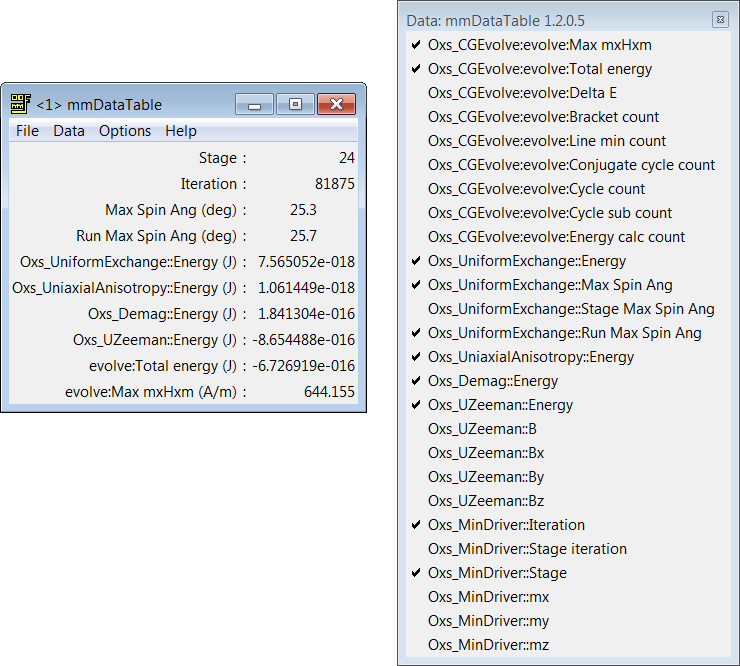 <1> mmDataTable
File Data Options Help
Stage : 24
Iteration : 81875
Max Spin Ang (deg) : 25.3
Run Max Spin Ang (deg) : 25.7
Oxs_UniformExchange::Energy (J) : 7.565052e-018
Oxs_UniaxialAnisotropy::Energy (J) : 1.061449e-018
Oxs_Demag::Energy (J) : 1.841304e-016
Oxs_UZeeman::Energy (J) : -8.654488e-016
evolve:Total energy (J) : -6.726919e-016
evolve:Max mxHxm (A/m) : 644.155
Data: mmDataTable 1.2.0.5
Oxs_CGEvolve:evolve:Max mxHxm
Oxs_CGEvolve:evolve:Total energy
Oxs_CGEvolve:evolve:Delta E
Oxs_CGEvolve:evolve:Bracket count
Oxs_CGEvolve:evolve:Line min count
Oxs_CGEvolve:evolve:Conjugate cycle count
Oxs_CGEvolve:evolve:Cycle count
Oxs_CGEvolve:evolve:Cycle sub count
Oxs_CGEvolve:evolve:Energy calc count
Oxs_UniformExchange::Energy
Oxs_UniformExchange::Max Spin Ang
Oxs_UniformExchange::Stage Max Spin Ang
Oxs_UniformExchange::Run Max Spin Ang
Oxs_UniaxialAnisotropy::Energy
Oxs_Demag::Energy
Oxs_UZeeman::Energy
Oxs_UZeeman::B
Oxs_UZeeman::Bx
Oxs_UZeeman::By
Oxs_UZeeman::Bz
Oxs_MinDriver::Iteration
Oxs_MinDriver::Stage iteration
Oxs_MinDriver::Stage
Oxs_MinDriver::mx
Oxs_MinDriver::my
Oxs_MinDriver::mz